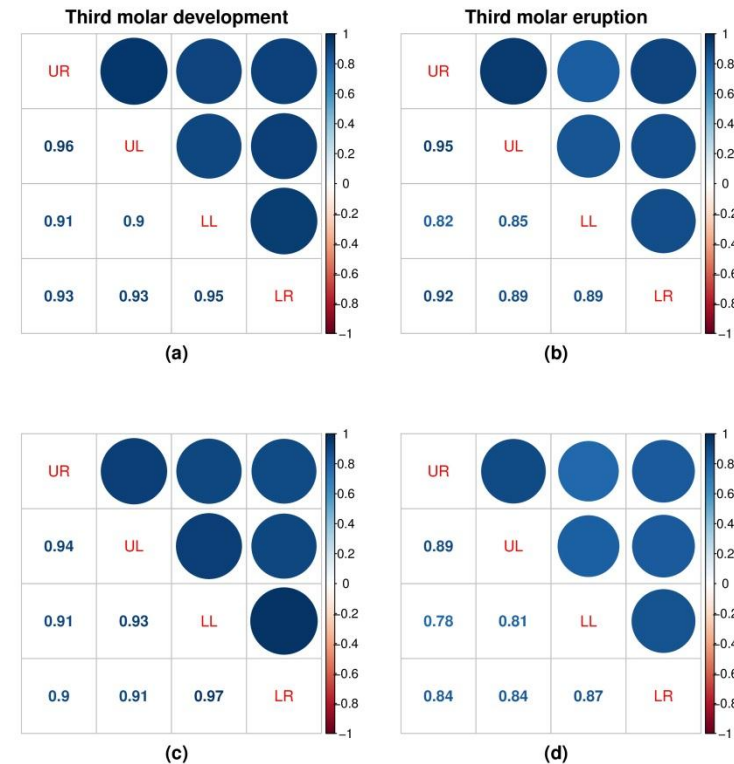 Third molar development
UR
0.96 UL
0.91 0.9 LL
0.93 0.93 0.95 LR
1
0.8
0.6
0.4
0.2
0
-0.2
-0.4
-0.6
-0.8
-1
(a)
Third molar eruption
UR
0.95 UL
0.82 0.85 LL
0.92 0.89 0.89 LR
1
0.8
0.6
0.4
0.2
0
-0.2
-0.4
-0.6
-0.8
-1
(b)
UR
0.94 UL
0.91 0.93 LL
0.9 0.91 0.97 LR
1
0.8
0.6
0.4
0.2
0
-0.2
-0.4
-0.6
-0.8
-1
(c)
UR
0.89 UL
0.78 0.81 LL
0.84 0.84 0.87 LR
1
0.8
0.6
0.4
0.2
0
-0.2
-0.4
-0.6
-0.8
-1
(d)